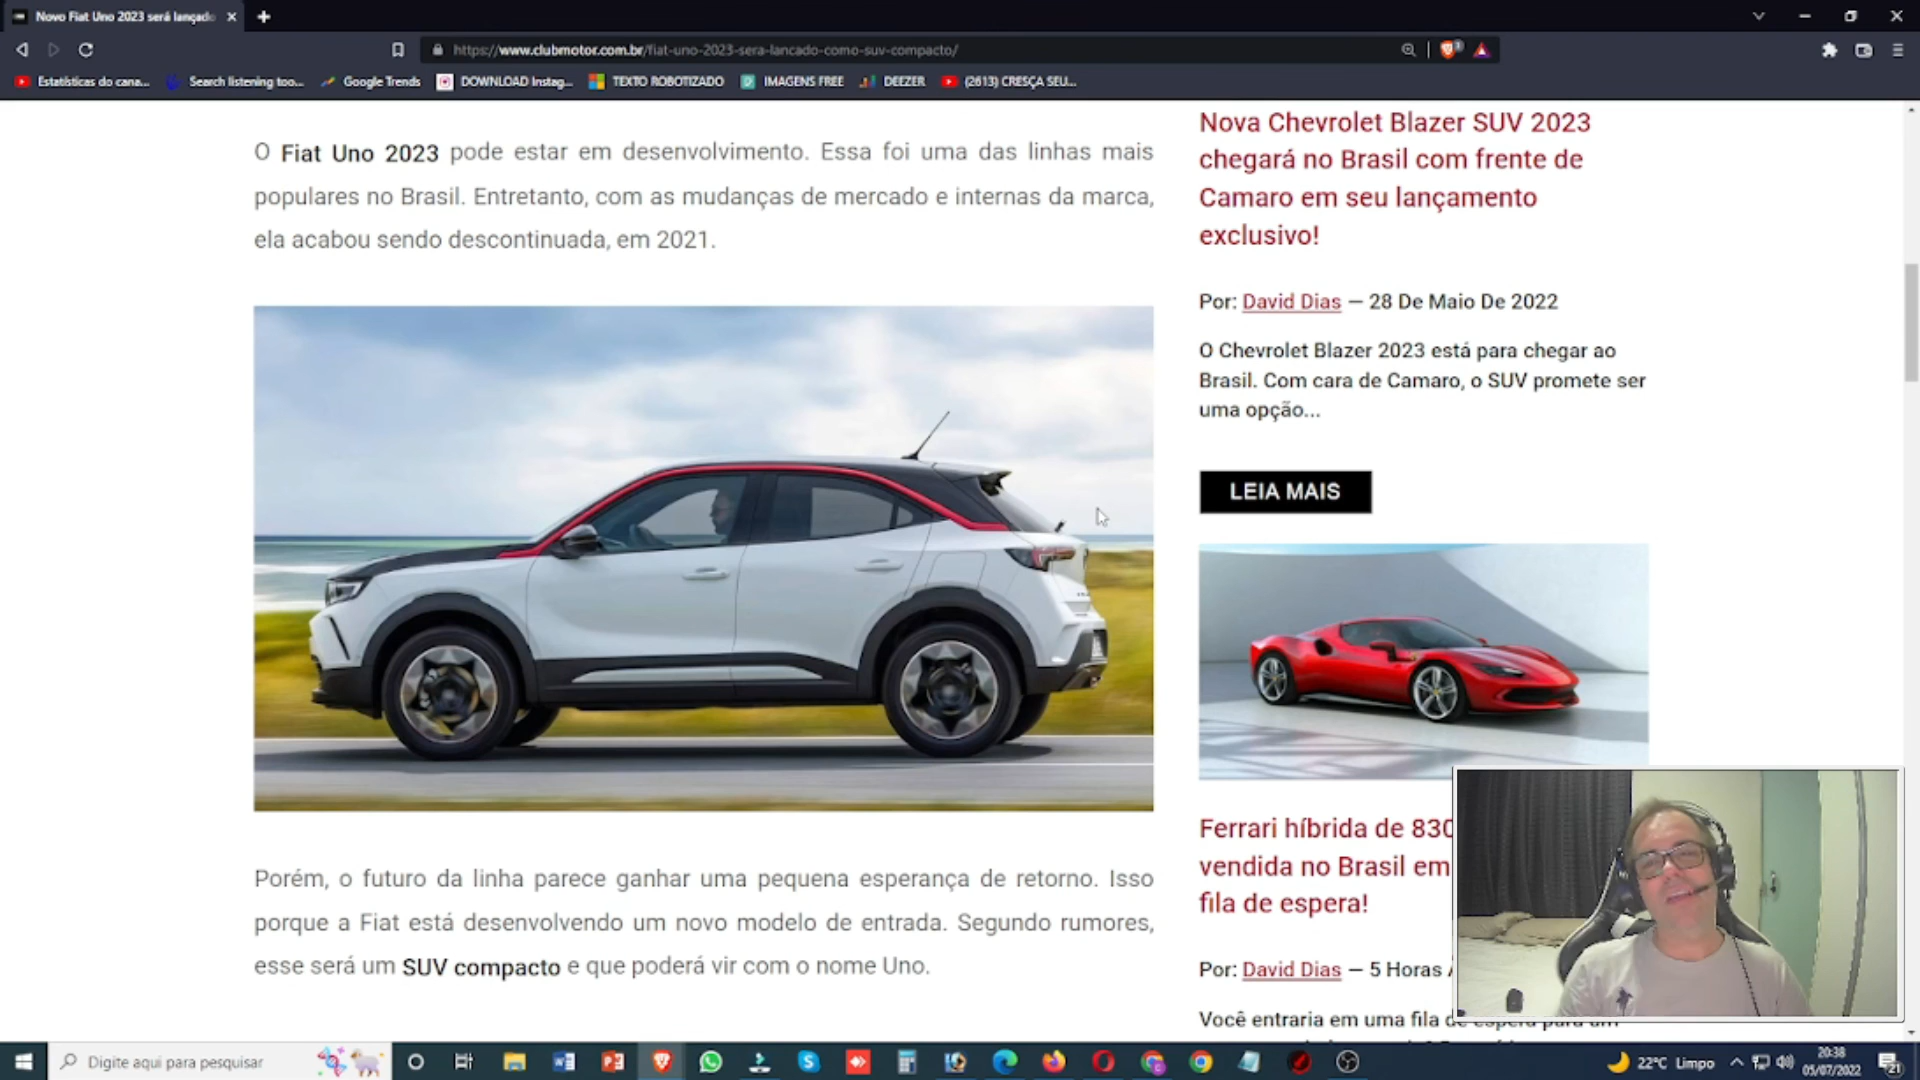 Novo Fiat Uno 2023 será lançado
https://www.clubmotor.com.br/fiat-uno-2023-sera-lancado-como-suv-compacto/
Estatísticas do cana...
Search listening too...
Google Trends
DOWNLOAD Instag...
TEXTO ROBOTIZADO
IMAGENS FREE
DEEZER
(2613) CRESÇA SEU...
O Fiat Uno 2023 pode estar em desenvolvimento. Essa foi uma das linhas mais
populares no Brasil. Entretanto, com as mudanças de mercado e internas da marca,
ela acabou sendo descontinuada, em 2021.
Porém, o futuro da linha parece ganhar uma pequena esperança de retorno. Isso
porque a Fiat está desenvolvendo um novo modelo de entrada. Segundo rumores,
esse será um SUV compacto e que poderá vir com o nome Uno.
Nova Chevrolet Blazer SUV 2023
chegará no Brasil com frente de
Camaro em seu lançamento
exclusivo!
Por: David Dias — 28 De Maio De 2022
O Chevrolet Blazer 2023 está para chegar ao
Brasil. Com cara de Camaro, o SUV promete ser
uma opção...
LEIA MAIS
Ferrari híbrida de 830
vendida no Brasil em
fila de espera!
Por: David Dias — 5 Horas
Você entraria em uma fila de espera para um
Digite aqui para pesquisar
22°C Limpo
20:38
05/07/2022
21